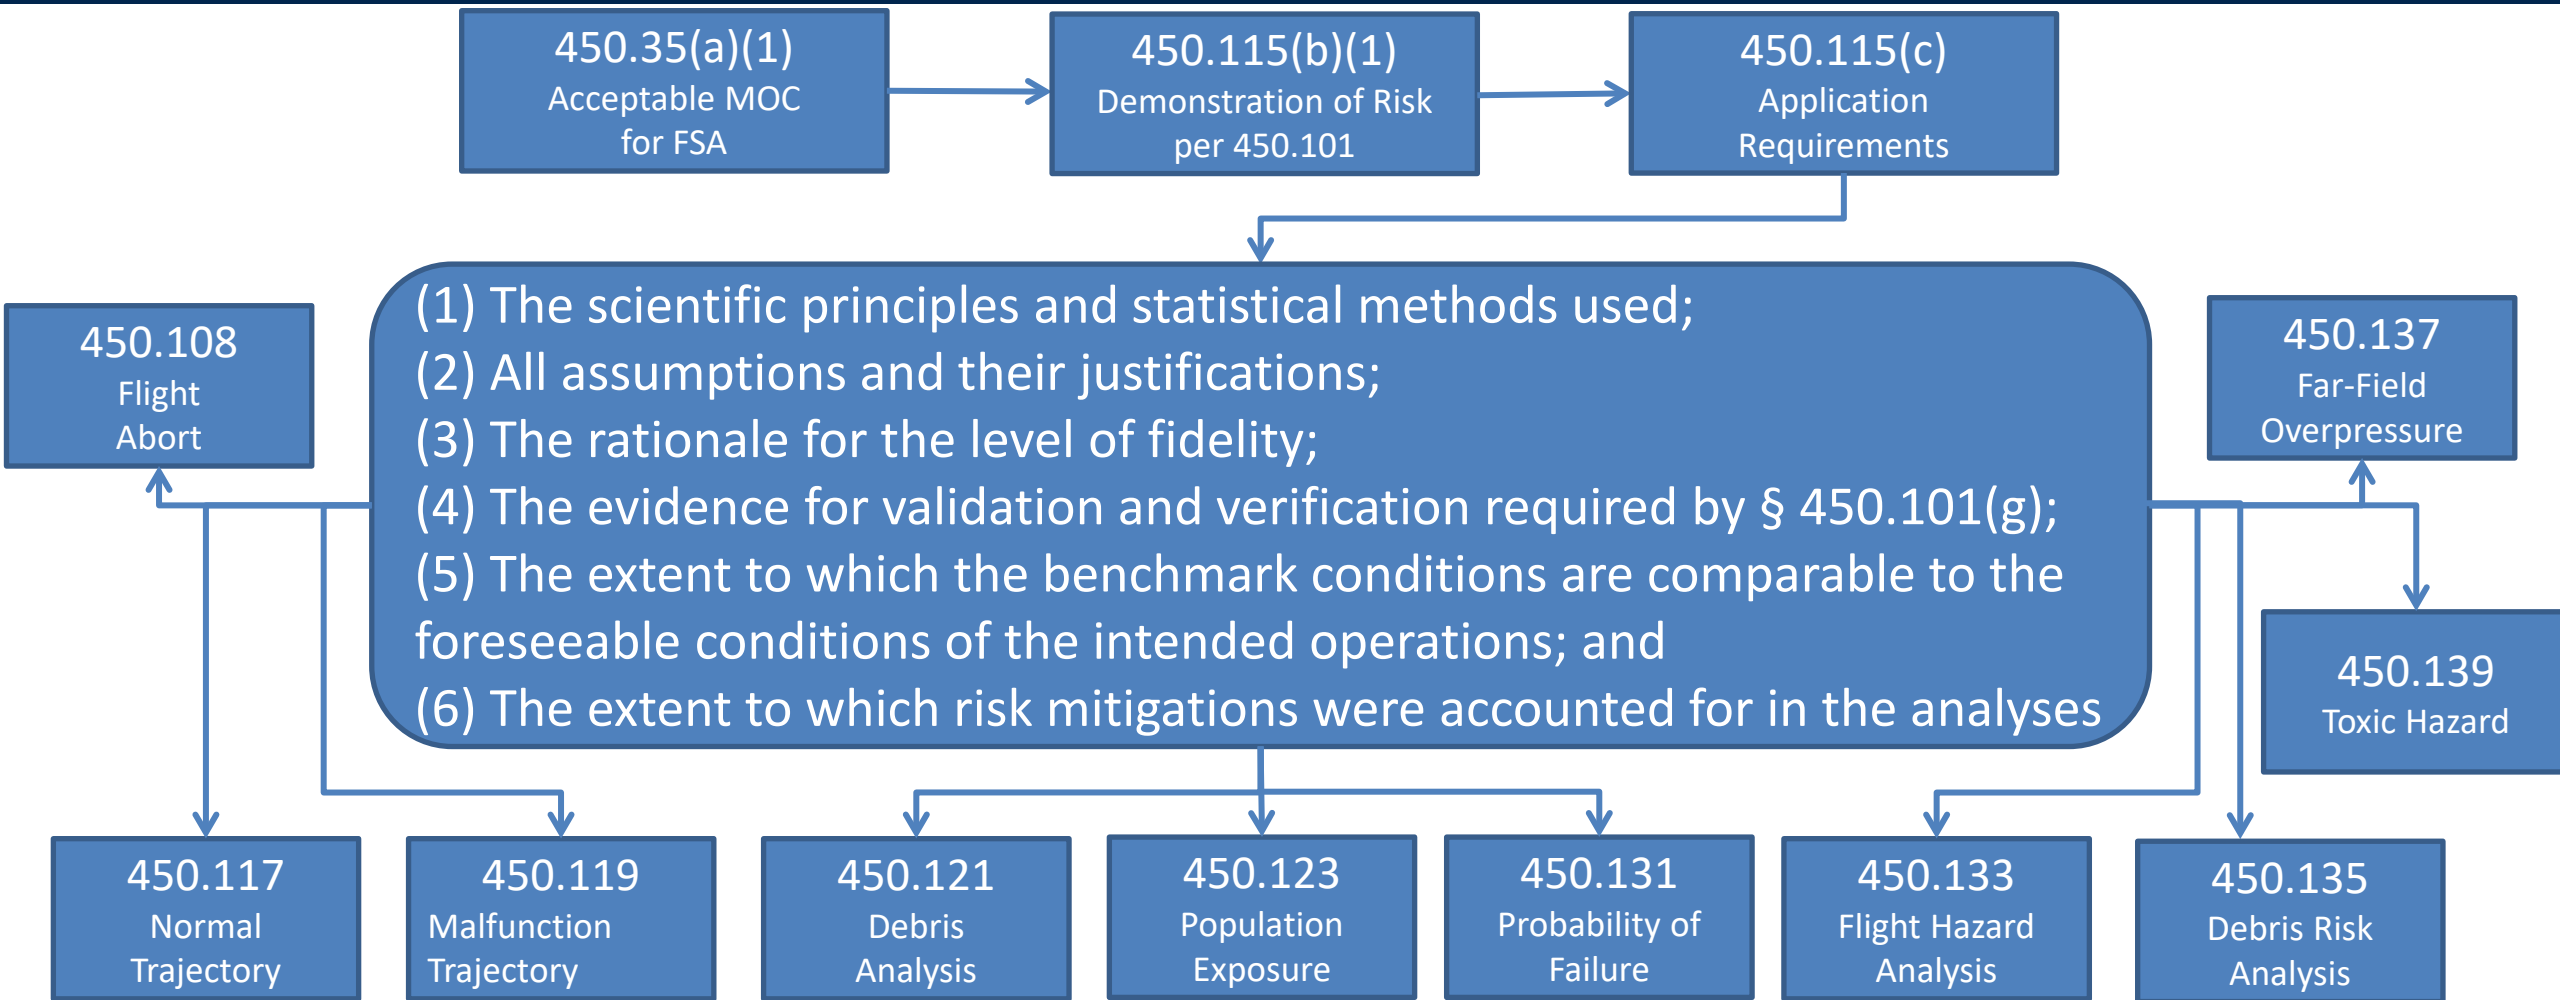 450.35(a)(1)
Acceptable MOC
for FSA
450.115(b)(1)
Demonstration of Risk
per 450.101
450.115(c)
Application
Requirements
450.108
Flight
Abort
(1) The scientific principles and statistical methods used;
(2) All assumptions and their justifications;
(3) The rationale for the level of fidelity;
(4) The evidence for validation and verification required by § 450.101(g);
(5) The extent to which the benchmark conditions are comparable to the
foreseeable conditions of the intended operations; and
(6) The extent to which risk mitigations were accounted for in the analyses
450.137
Far-Field
Overpressure
450.139
Toxic Hazard
450.117
Normal
Trajectory
450.119
Malfunction
Trajectory
450.121
Debris
Analysis
450.123
Population
Exposure
450.131
Probability of
Failure
450.133
Flight Hazard
Analysis
450.135
Debris Risk
Analysis